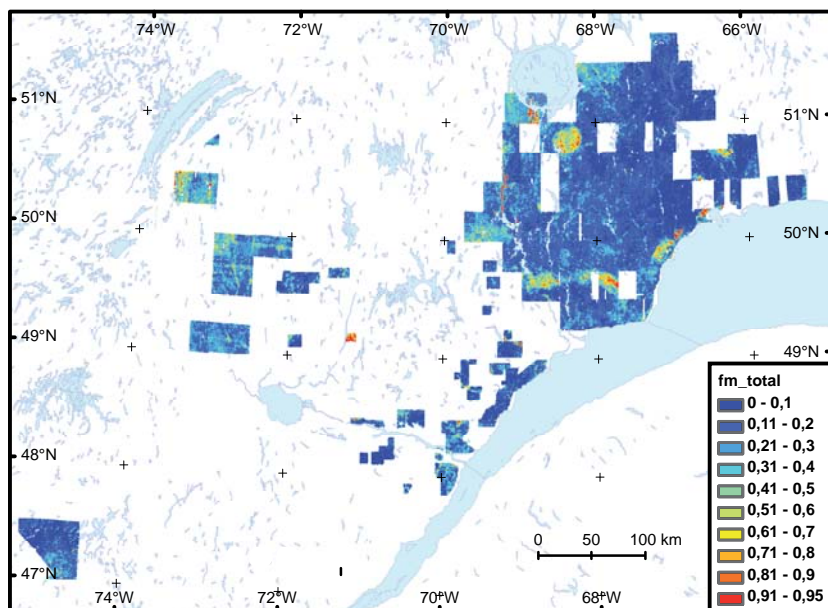 74°W 72°W 70°W 68°W 66°W
51°N 51°N
50°N 50°N
49°N 49°N
48°N
47°N
fm_total
0 - 0,1
0,11 - 0,2
0,21 - 0,3
0,31 - 0,4
0,41 - 0,5
0,51 - 0,6
0,61 - 0,7
0,71 - 0,8
0,81 - 0,9
0,91 - 0,95
0 50 100 km
74°W 72°W 70°W 68°W